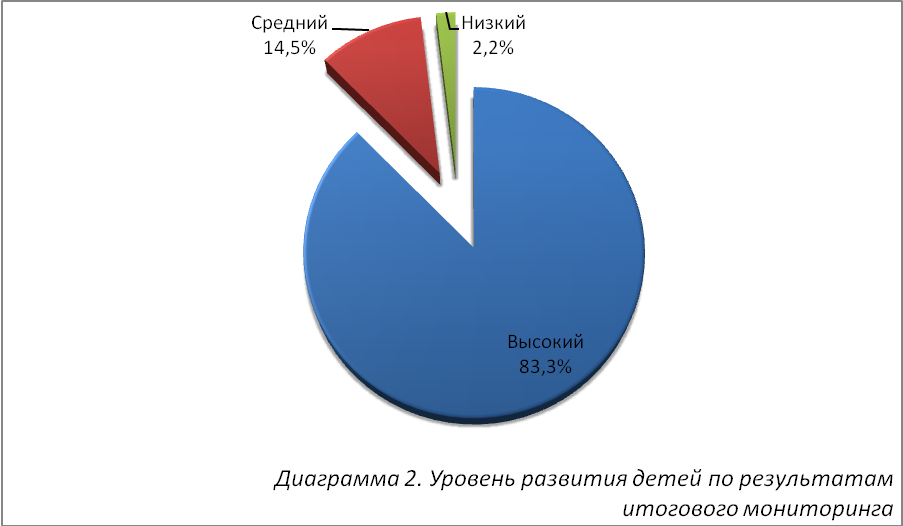 Средний
14,5%
Низкий
2,2%
Высокий
83,3%
Диаграмма 2. Уровень развития детей по результатам
итогового мониторинга